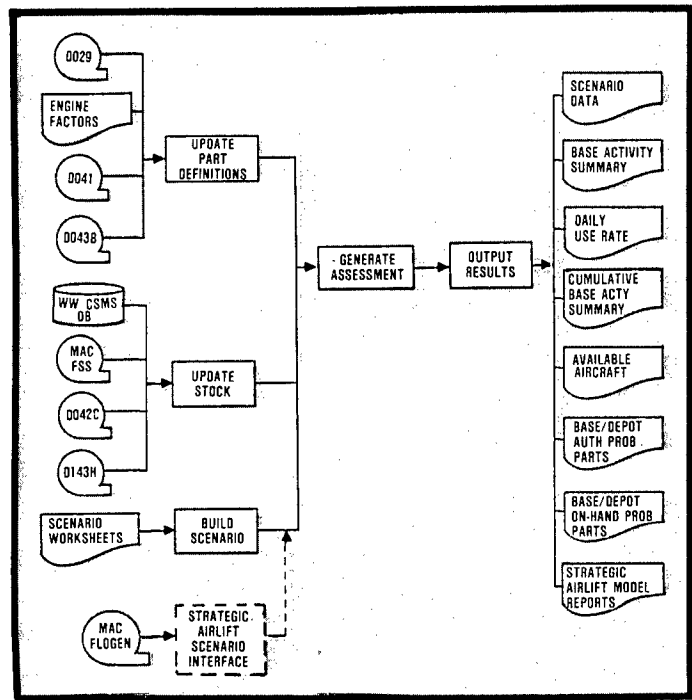 D029
ENGINE
FACTORS
D041
D043B
UPDATE
PART
DEFINITIONS
WW CSMS
DB
MAC
FSS
D042C
D143H
UPDATE
STOCK
SCENARIO
WORKSHEETS
BUILD
SCENARIO
MAC
FLOGEN
STRATEGIC
AIRLIFT
SCENARIO
INTERFACE
GENERATE
ASSESSMENT
OUTPUT
RESULTS
SCENARIO
DATA
BASE ACTIVITY
SUMMARY
DAILY
USE RATE
CUMULATIVE
BASE ACTY
SUMMARY
AVAILABLE
AIRCRAFT
BASE/DEPOT
AUTH PROB
PARTS
BASE/DEPOT
ON-HAND PROB
PARTS
STRATEGIC
AIRLIFT MODEL
REPORTS